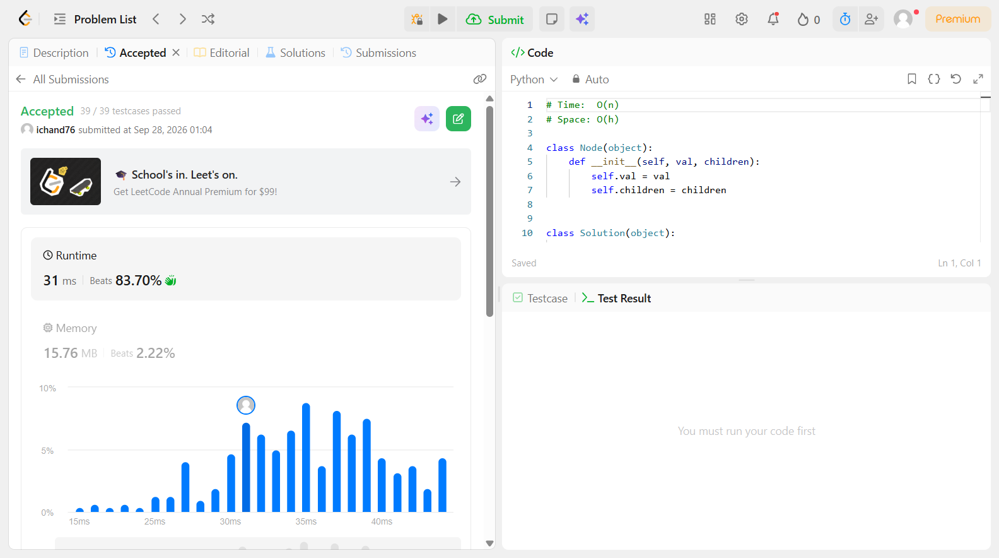 Problem List
Submit
0
Premium
Description
Accepted
Editorial
Solutions
Submissions
All Submissions
Accepted 39 / 39 testcases passed
ichand76 submitted at Sep 28, 2026 01:04
School's in. Leet's on.
Get LeetCode Annual Premium for $99!
Runtime
31 ms Beats 83.70%
Memory
15.76 MB Beats 2.22%
10%
5%
0%
15ms 25ms 30ms 35ms 40ms
</> Code
Python Auto
1 # Time:  O(n)
2 # Space: O(h)
3
4 class Node(object):
5     def __init__(self, val, children):
6         self.val = val
7         self.children = children
8
9
10 class Solution(object):
Saved Ln 1, Col 1
Testcase
Test Result
You must run your code first